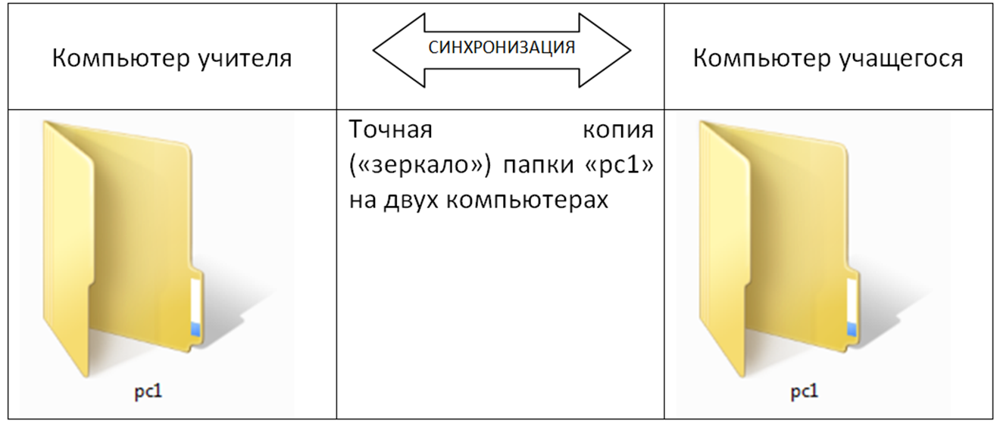 Компьютер учителя
СИНХРОНИЗАЦИЯ
Компьютер учащегося
Точная копия
(«зеркало») папки «pc1»
на двух компьютерах
pc1
pc1